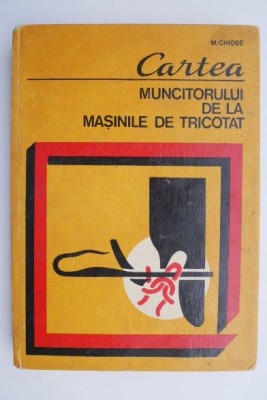 M. CHIOSE
Cartea
MUNCITORULUI
DE LA
MAȘINILE DE TRICOTAT